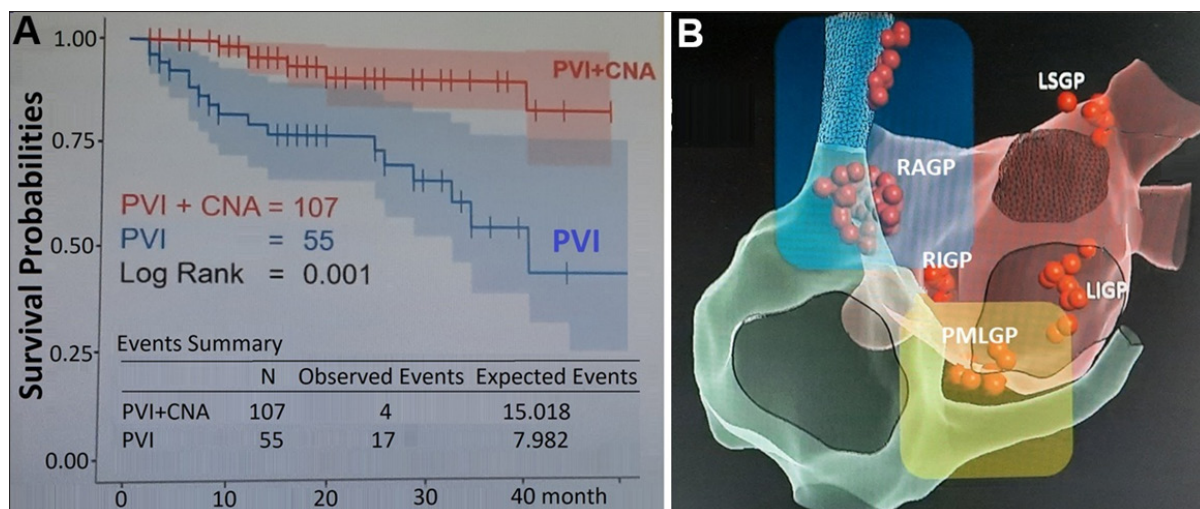 A
Survival Probabilities
1.00
0.75
0.50
0.25
0.00
PVI+CNA
PVI + CNA = 107
PVI = 55
Log Rank = 0.001
PVI
Events Summary
N Observed Events Expected Events
PVI+CNA 107 4 15.018
PVI 55 17 7.982
0 10 20 30 40 month
B
LSGP
RAGP
RIGP
LIGP
PMLGP